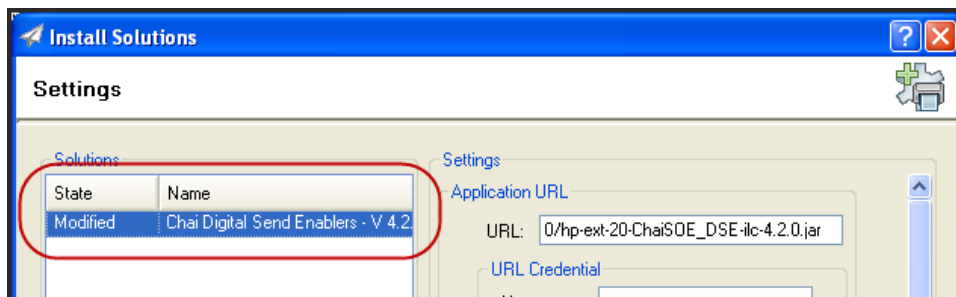 Install Solutions
Settings
Solutions
State Name
Modified Chai Digital Send Enablers - V 4.2.
Settings
Application URL
URL: 0/hp-ext-20-ChaiSOE_DSE-ilc-4.2.0.jar
URL Credential